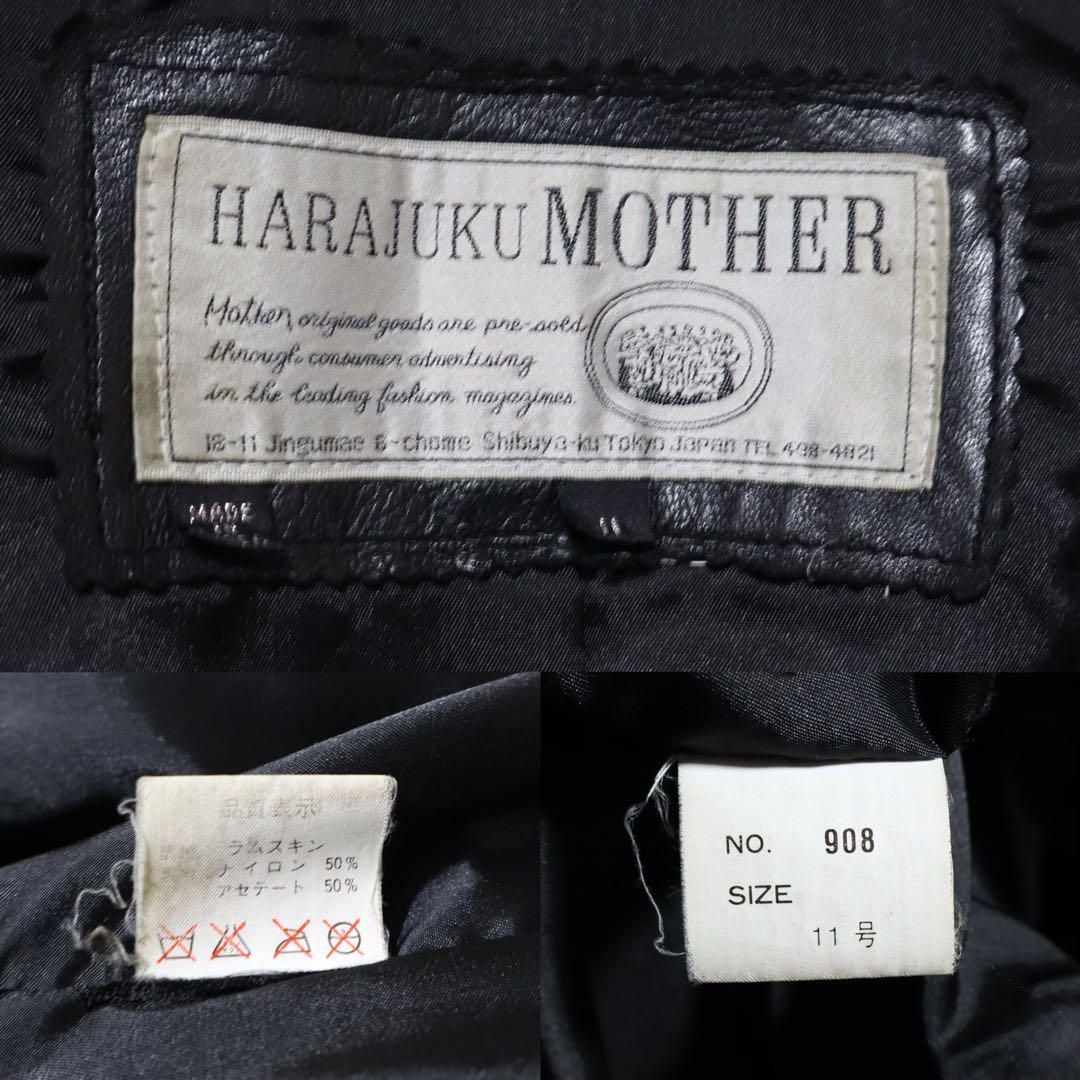 HARAJUKU MOTHER
Mother original goods are pre-sold
through consumer advertising
in the leading fashion magazines.
18-11 Jingumae 6-chome Shibuya-ku Tokyo Japan TEL 498-4821
MADE
11
品質表示
ラムスキン
ナイロン 50%
アセテート 50%
NO. 908
SIZE
11 号